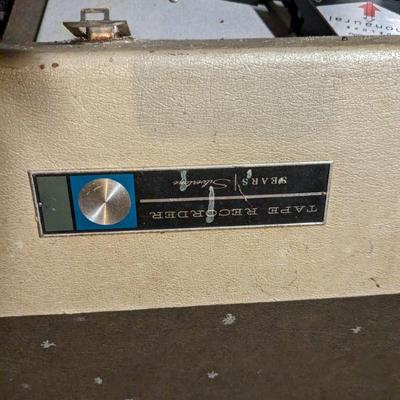 TAPE RECORDER
SEARS | Silvertone